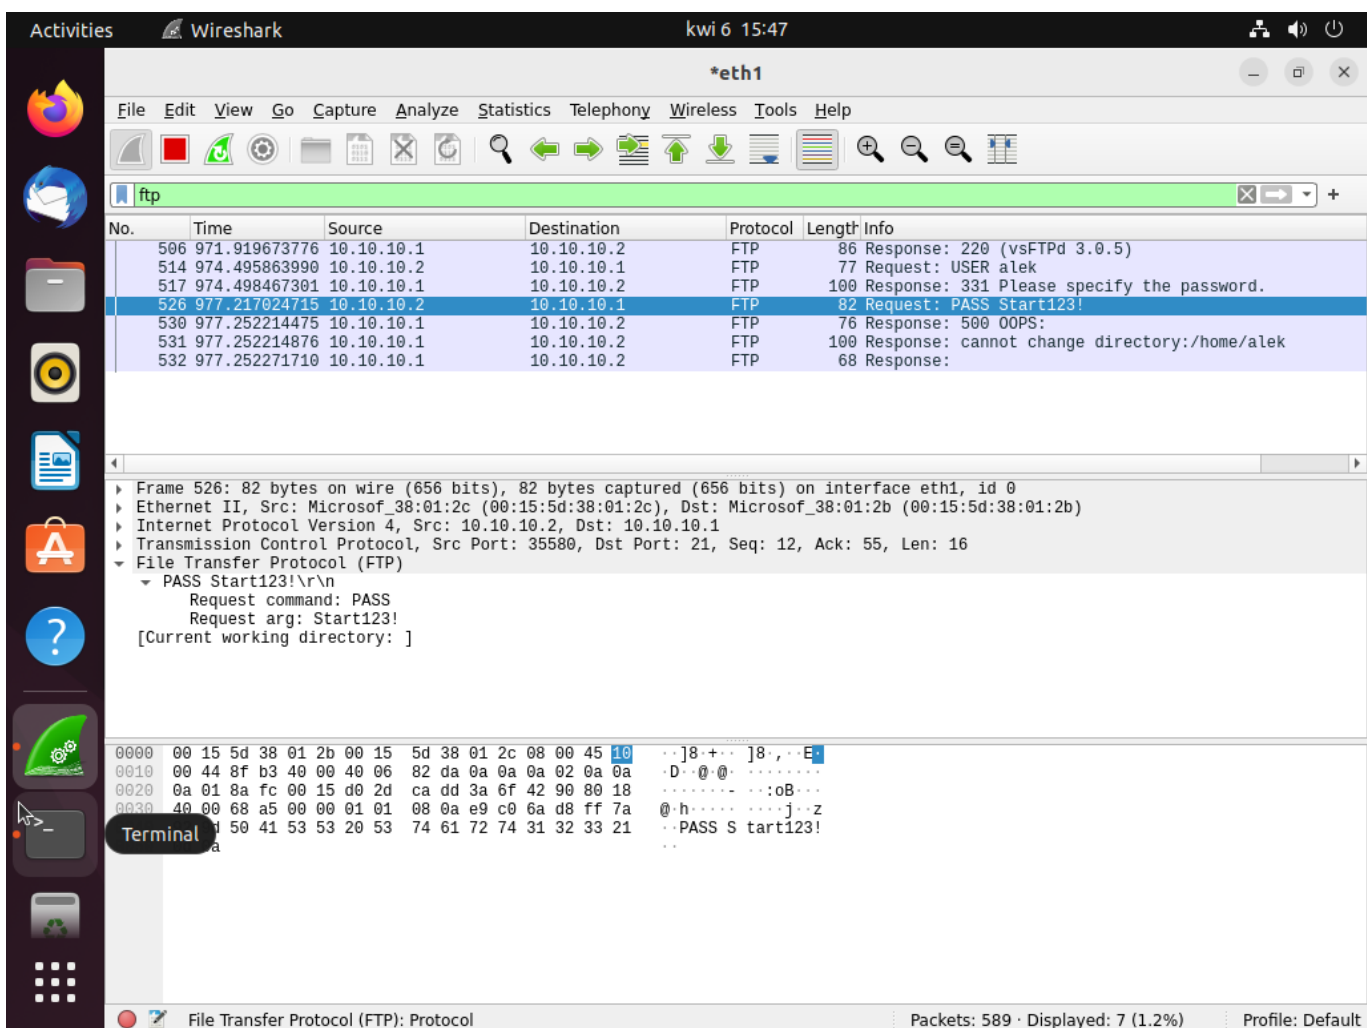 Activities Wireshark kwi 6 15:47
*eth1
File Edit View Go Capture Analyze Statistics Telephony Wireless Tools Help
ftp
No. Time Source Destination Protocol Length Info
506 971.919673776 10.10.10.1 10.10.10.2 FTP 86 Response: 220 (vsFTPd 3.0.5)
514 974.495863990 10.10.10.2 10.10.10.1 FTP 77 Request: USER alek
517 974.498467301 10.10.10.1 10.10.10.2 FTP 100 Response: 331 Please specify the password.
526 977.217024715 10.10.10.2 10.10.10.1 FTP 82 Request: PASS Start123!
530 977.252214475 10.10.10.1 10.10.10.2 FTP 76 Response: 500 OOPS:
531 977.252214876 10.10.10.1 10.10.10.2 FTP 100 Response: cannot change directory:/home/alek
532 977.252271710 10.10.10.1 10.10.10.2 FTP 68 Response:
Frame 526: 82 bytes on wire (656 bits), 82 bytes captured (656 bits) on interface eth1, id 0
Ethernet II, Src: Microsof_38:01:2c (00:15:5d:38:01:2c), Dst: Microsof_38:01:2b (00:15:5d:38:01:2b)
Internet Protocol Version 4, Src: 10.10.10.2, Dst: 10.10.10.1
Transmission Control Protocol, Src Port: 35580, Dst Port: 21, Seq: 12, Ack: 55, Len: 16
File Transfer Protocol (FTP)
PASS Start123!\r\n
Request command: PASS
Request arg: Start123!
[Current working directory: ]
0000 00 15 5d 38 01 2b 00 15 5d 38 01 2c 08 00 45 10 ··]8·+·· ]8·,··E·
0010 00 44 8f b3 40 00 40 06 82 da 0a 0a 0a 02 0a 0a ·D··@·@· ········
0020 0a 01 8a fc 00 15 d0 2d ca dd 3a 6f 42 90 80 18 ·······- ··:oB···
0030 40 00 68 a5 00 00 01 01 08 0a e9 c0 6a d8 ff 7a @·h····· ····j··z
50 41 53 53 20 53 74 61 72 74 31 32 33 21 ··PASS S tart123!
a ··
Terminal
File Transfer Protocol (FTP): Protocol Packets: 589 · Displayed: 7 (1.2%) Profile: Default